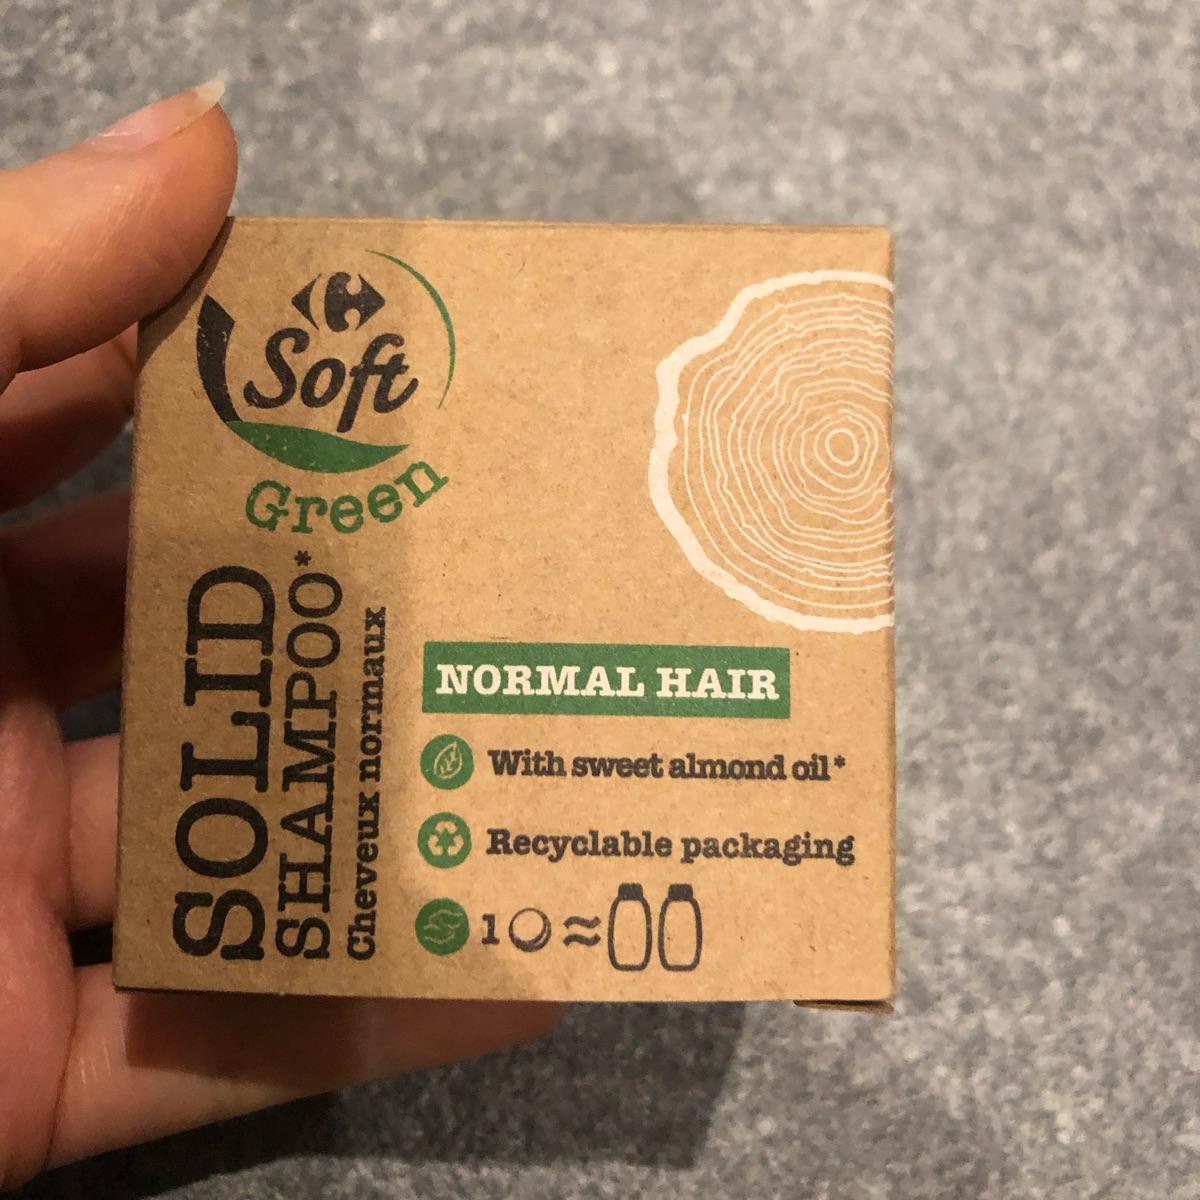 Soft
Green
SOLID
SHAMPOO*
Cheveux normaux
NORMAL HAIR
With sweet almond oil*
Recyclable packaging
1 ≈